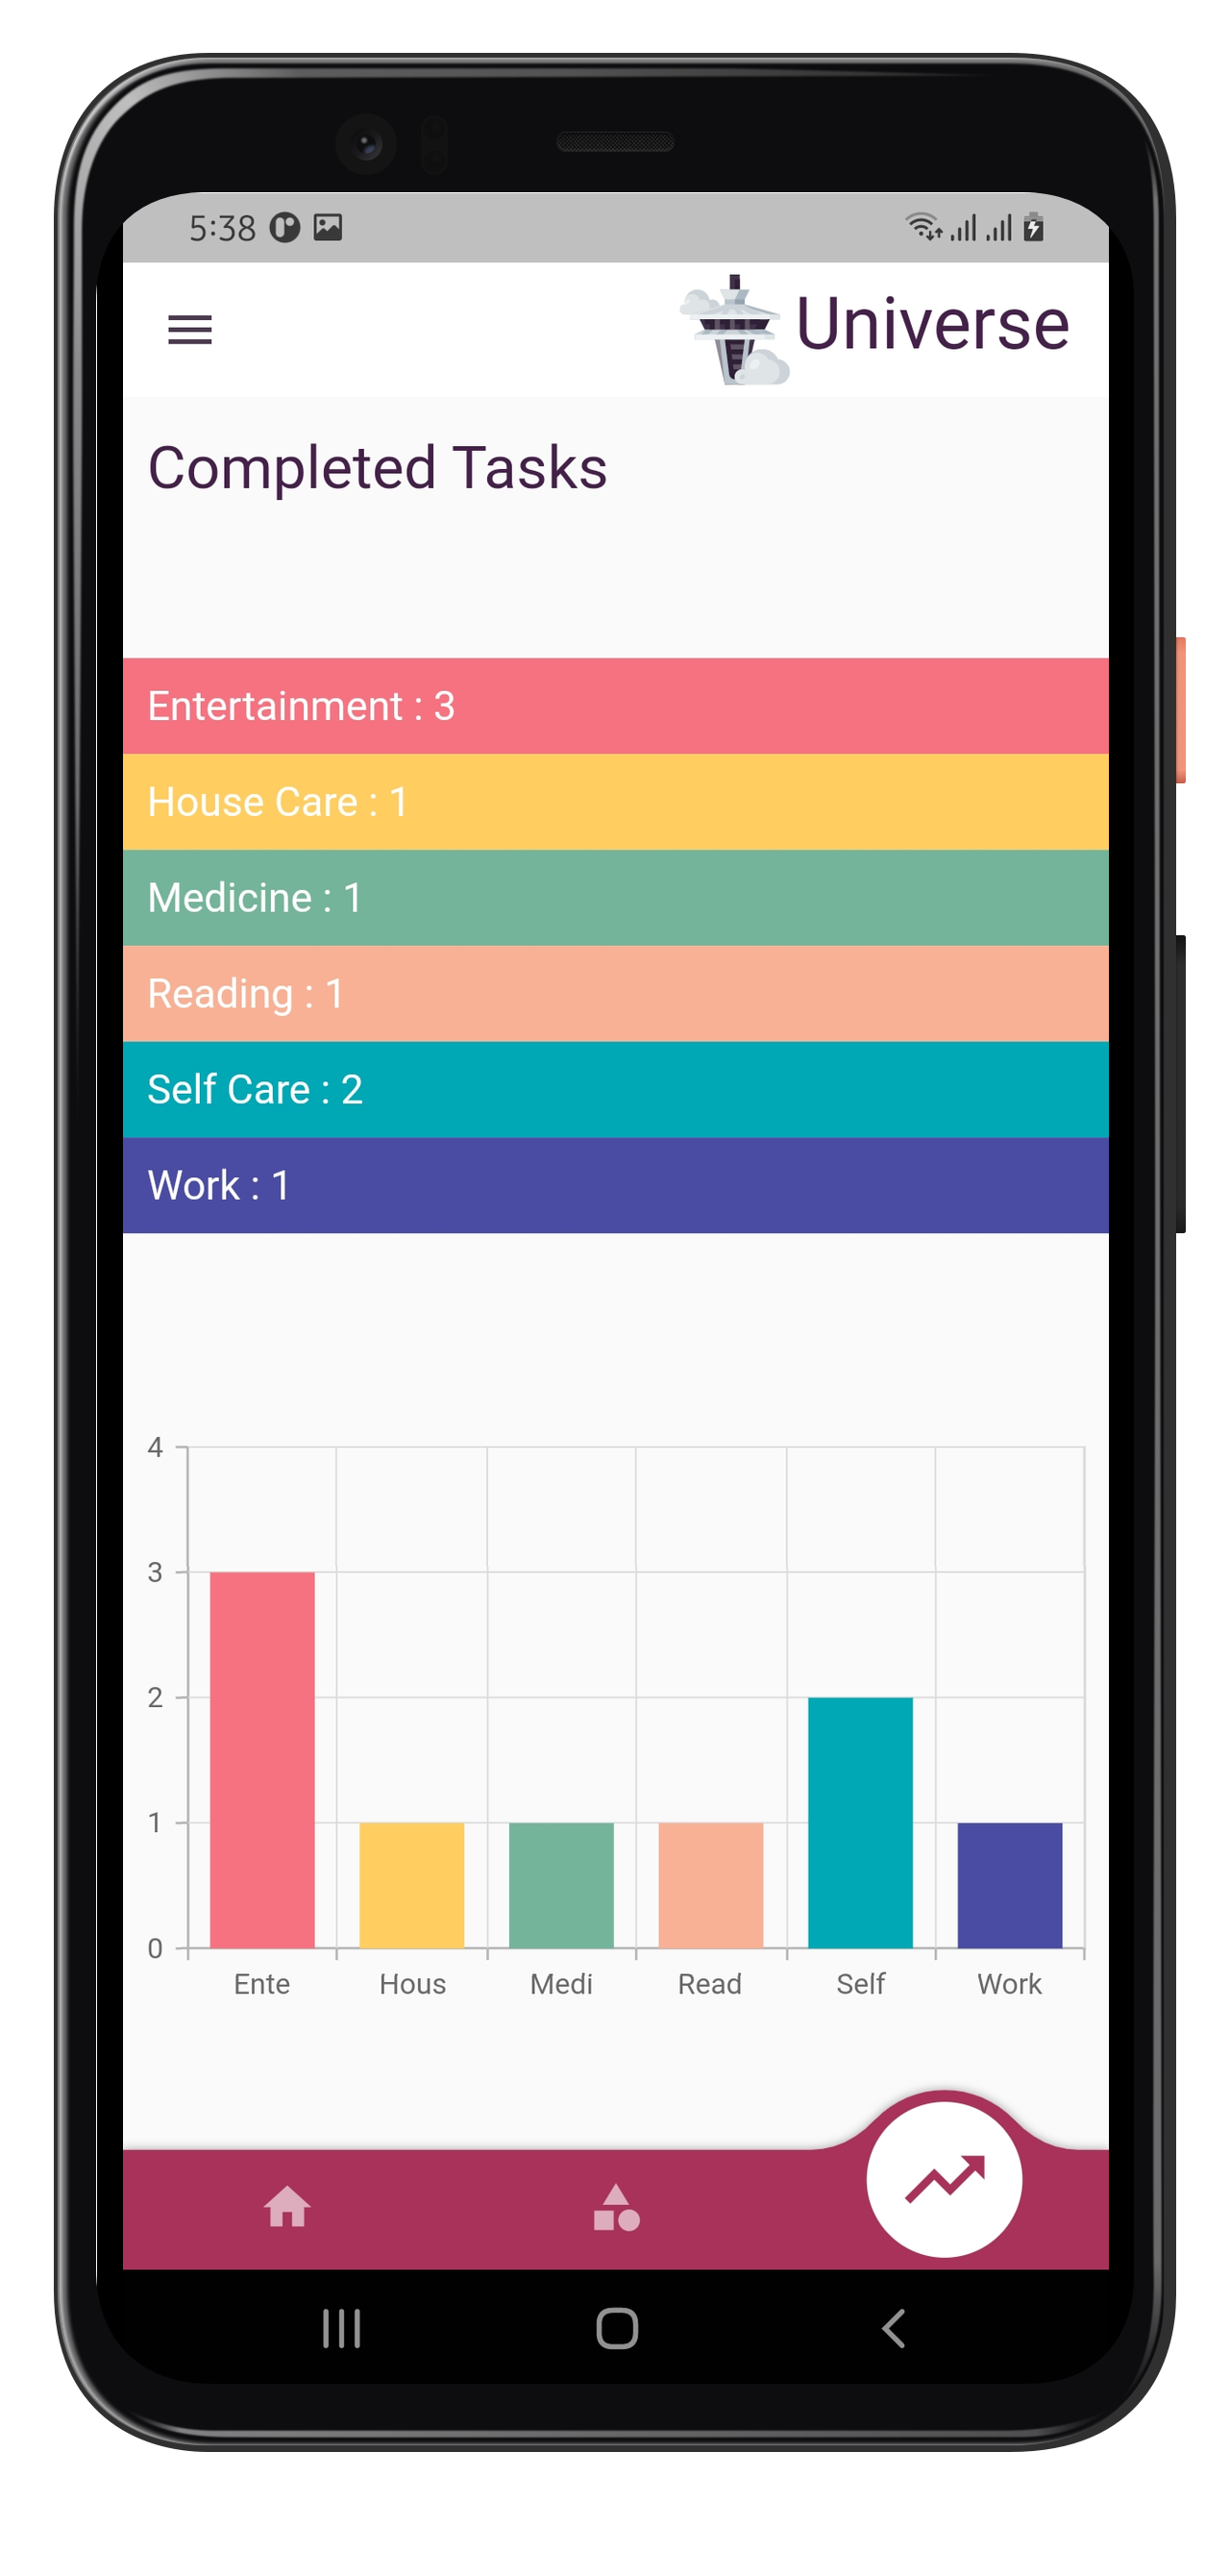 5:38
Universe
Completed Tasks
Entertainment : 3
House Care : 1
Medicine : 1
Reading : 1
Self Care : 2
Work : 1
4
3
2
1
0
Ente Hous Medi Read Self Work